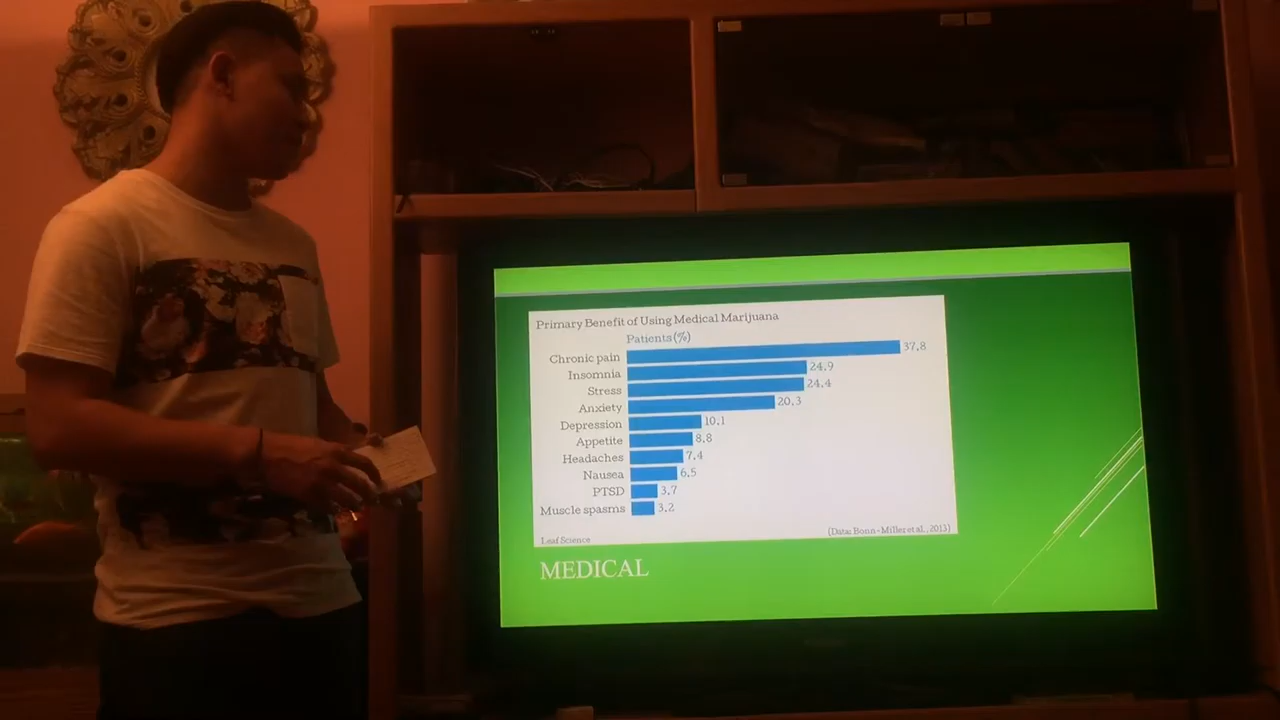 Primary Benefit of Using Medical Marijuana
Patients (%)
Chronic pain 37.8
Insomnia 24.9
Stress 24.4
Anxiety 20.3
Depression 10.1
Appetite 8.8
Headaches 7.4
Nausea 6.5
PTSD 3.7
Muscle spasms 3.2
Leaf Science
(Data: Bonn-Miller et al., 2013)
MEDICAL